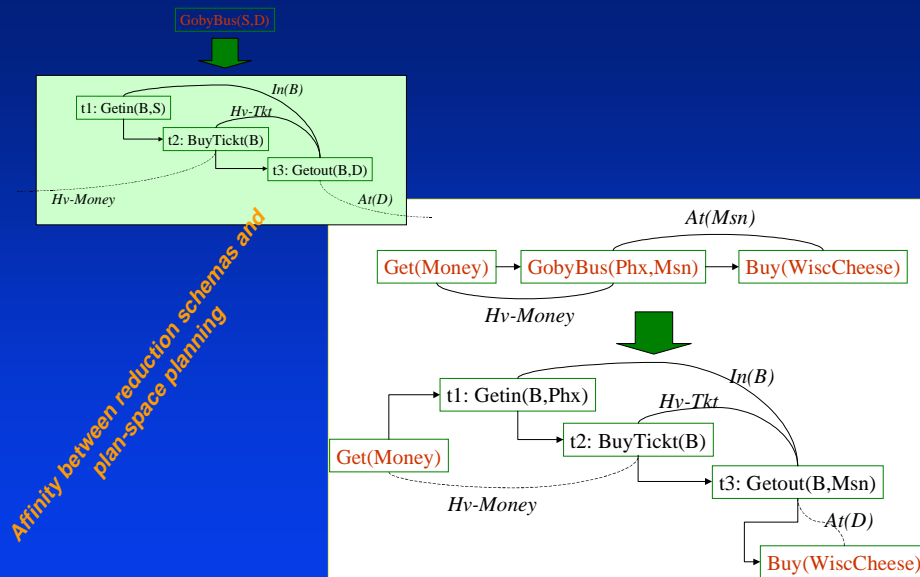 GobyBus(S,D)
In(B)
t1: Getin(B,S)
Hv-Tkt
t2: BuyTickt(B)
t3: Getout(B,D)
Hv-Money
At(D)
Affinity between reduction schemas and
plan-space planning
At(Msn)
Get(Money)
GobyBus(Phx,Msn)
Buy(WiscCheese)
Hv-Money
In(B)
t1: Getin(B,Phx)
Hv-Tkt
t2: BuyTickt(B)
Get(Money)
t3: Getout(B,Msn)
Hv-Money
At(D)
Buy(WiscCheese)